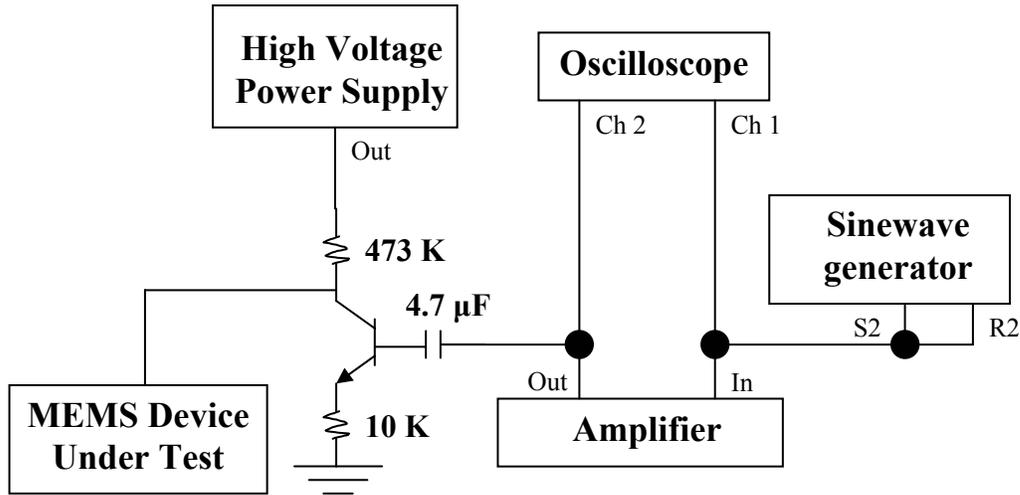 High Voltage
Power Supply
Out
473 K
4.7 µF
10 K
MEMS Device
Under Test
Oscilloscope
Ch 2
Ch 1
Sinewave
generator
S2
R2
Out
In
Amplifier